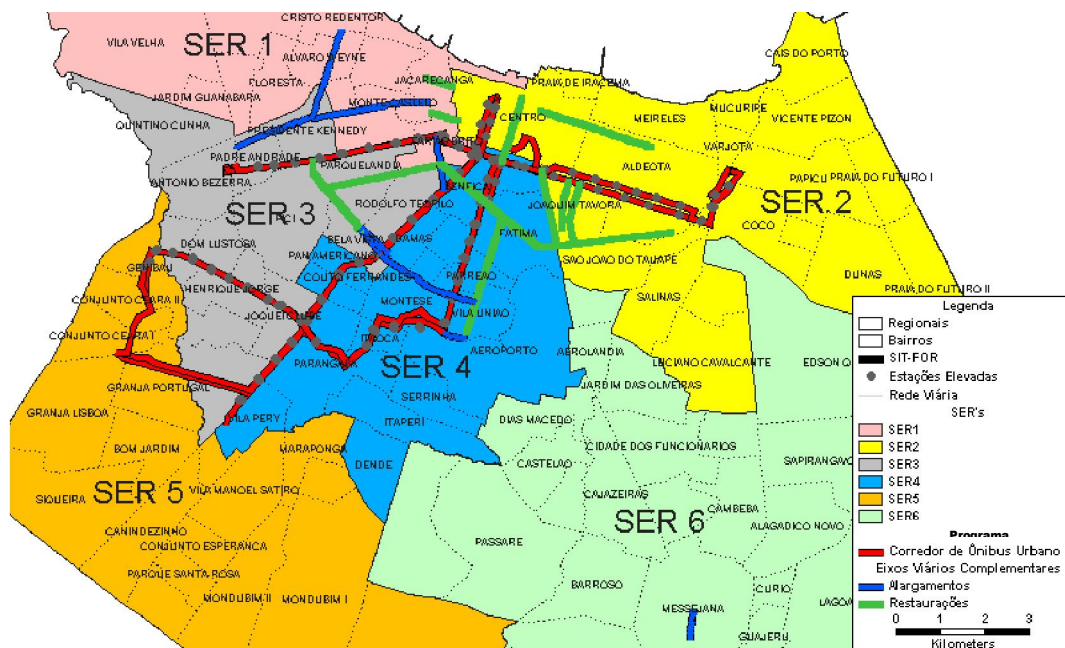 CRISTO REDENTOR
VILA VELHA
SER 1
ALVARO WEYNE
CAIS DO PORTO
FLORESTA
JACARECANGA
PRAIA DE IRACEMA
JARDIM GUANABARA
MONTE CASTELO
MUCURIPE
QUINTINO CUNHA
CENTRO
MEIRELES
VICENTE PIZON
PRESIDENTE KENNEDY
FARIAS BRITO
VARJOTA
PADRE ANDRADE
PARQUELANDIA
ALDEOTA
ANTONIO BEZERRA
BENFICA
PAPICU
PRAIA DO FUTURO I
SER 3
RODOLFO TEOFILO
JOAQUIM TAVORA
SER 2
DOM LUSTOSA
BELA VISTA
DAMAS
FATIMA
COCO
PAN AMERICANO
SAO JOAO DO TAUAPE
GENIBAU
COUTO FERNANDES
PARREAO
DUNAS
HENRIQUE JORGE
PRAIA DO FUTURO II
CONJUNTO CEARA II
MONTESE
SALINAS
JOQUEI CLUBE
VILA UNIAO
CONJUNTO CEARA I
ITAOCA
AEROPORTO
AEROLANDIA
LUCIANO CAVALCANTE
EDSON Q
PARANGABA
SER 4
GRANJA PORTUGAL
JARDIM DAS OLIVEIRAS
SERRINHA
GRANJA LISBOA
VILA PERY
ITAPERI
DIAS MACEDO
BOM JARDIM
MARAPONGA
CIDADE DOS FUNCIONARIOS
DENDE
CASTELAO
SAPIRANGA/CO
SIQUEIRA
SER 5
VILA MANOEL SATIRO
CAJAZEIRAS
CAMBEBA
SER 6
ALAGADICO NOVO
CANINDEZINHO
CONJUNTO ESPERANCA
PASSARE
PARQUE SANTA ROSA
BARROSO
CURIO
MONDUBIM II
MONDUBIM I
MESSEJANA
LAGOA
GUAJERU
Legenda
Regionais
Bairros
SIT-FOR
Estações Elevadas
Rede Viária
SER's
SER1
SER2
SER3
SER4
SER5
SER6
Programa
Corredor de Ônibus Urbano
Eixos Viários Complementares
Alargamentos
Restaurações
0 1 2 3
Kilometers